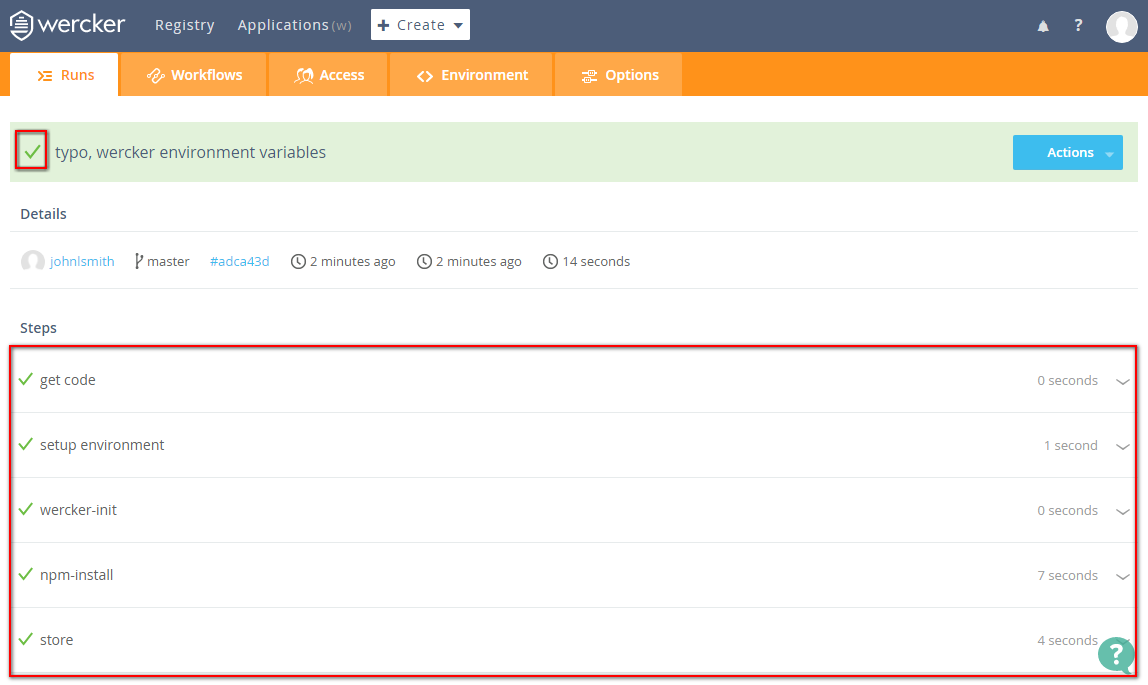 wercker Registry Applications (w) + Create ? 
Runs Workflows Access Environment Options
typo, wercker environment variables Actions
Details
johnlsmith master #adca43d 2 minutes ago 2 minutes ago 14 seconds
Steps
get code 0 seconds
setup environment 1 second
wercker-init 0 seconds
npm-install 7 seconds
store 4 seconds
?